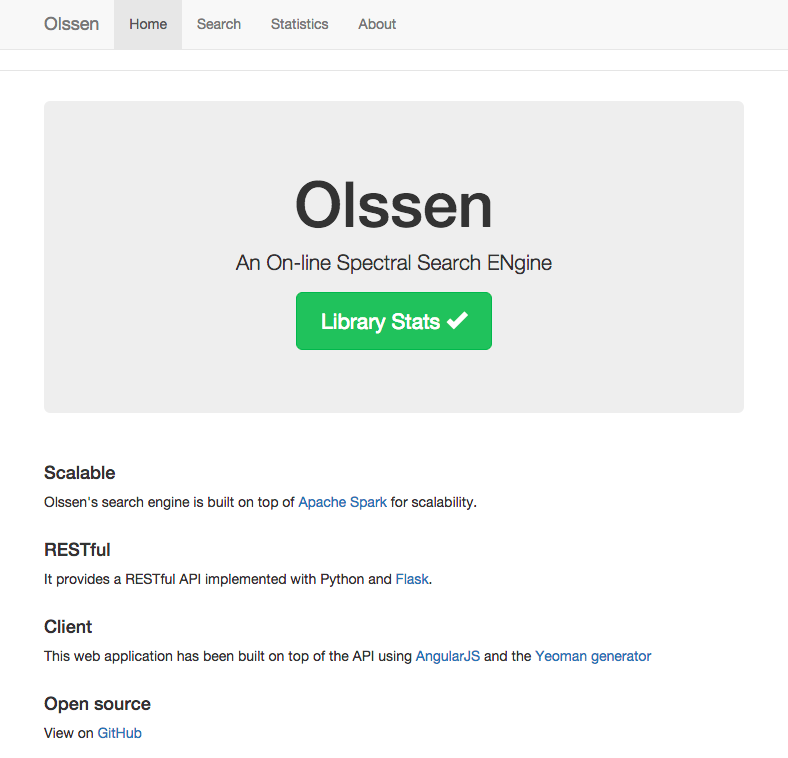 Olssen Home Search Statistics About
Olssen
An On-line Spectral Search ENgine
Library Stats
Scalable
Olssen's search engine is built on top of Apache Spark for scalability.
RESTful
It provides a RESTful API implemented with Python and Flask.
Client
This web application has been built on top of the API using AngularJS and the Yeoman generator
Open source
View on GitHub